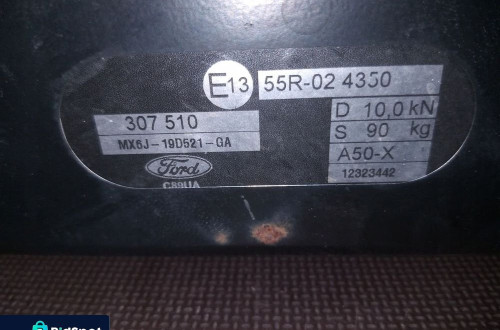 E13 55R-02 4350
307 510
MX6J-19D521-GA
Ford
D 10,0 kN
S 90 kg
A50-X
12323442